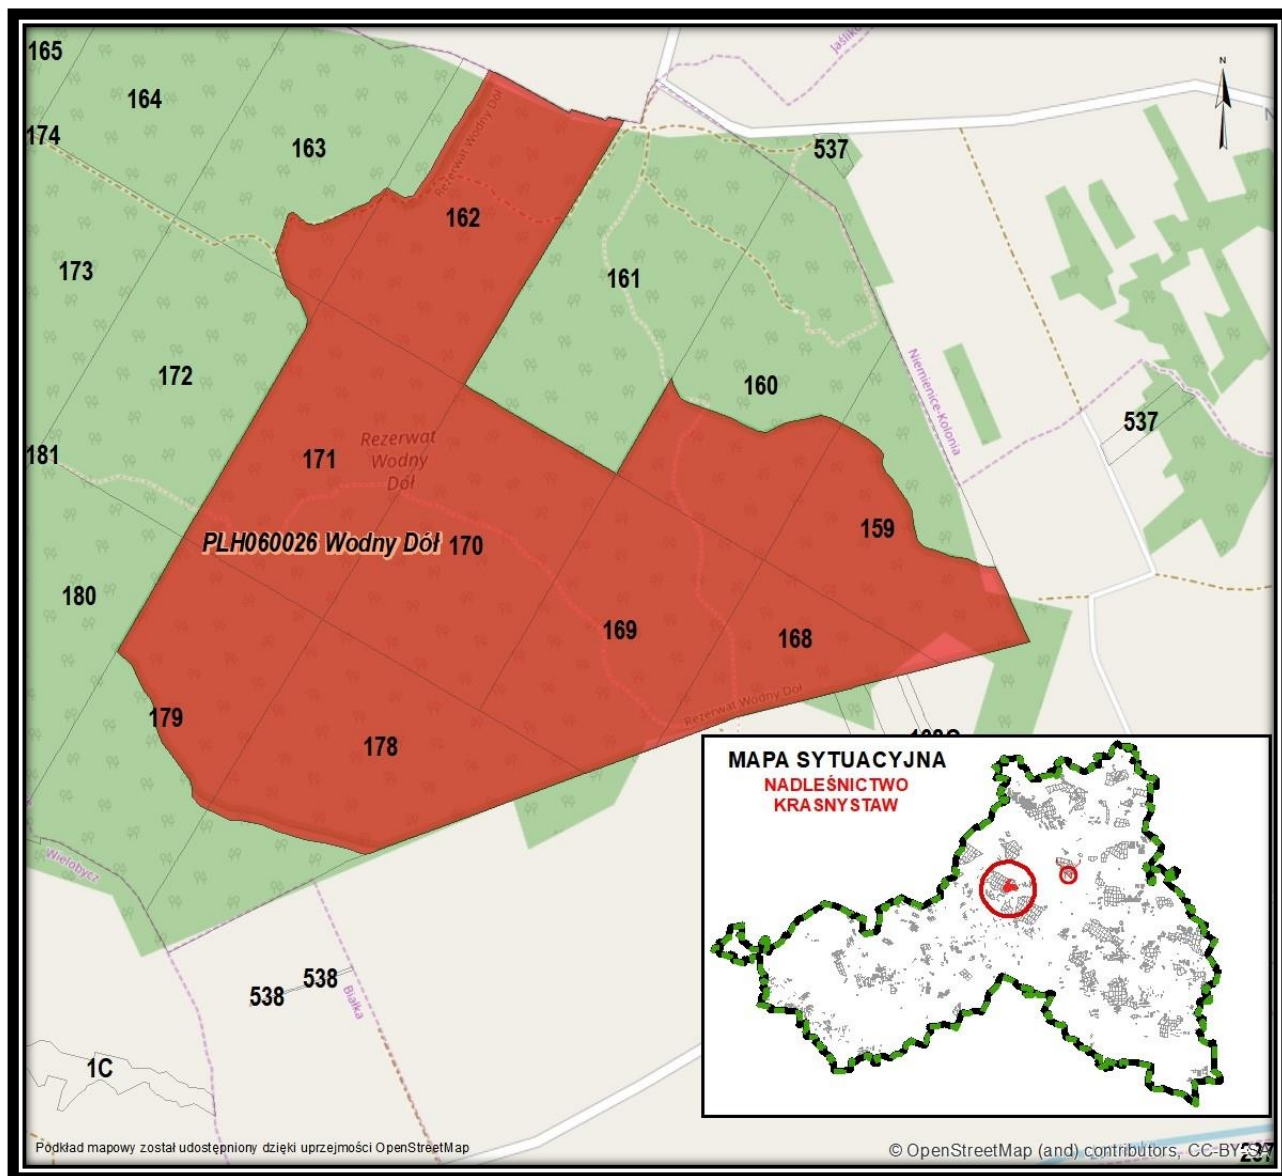 165
164
174
163
Rezerwat Wodny Dół
162
537
173
161
172
160
Niemienice-Kolonia
537
181
171
Rezerwat
Wodny
Dół
159
PLH060026 Wodny Dół
170
180
169
168
179
Rezerwat Wodny Dół
178
Wielobycz
538
538
Białka
1C
MAPA SYTUACYJNA
NADLEŚNICTWO
KRASNYSTAW
N
Podkład mapowy został udostępniony dzięki uprzejmości OpenStreetMap
© OpenStreetMap (and) contributors, CC-BY-SA